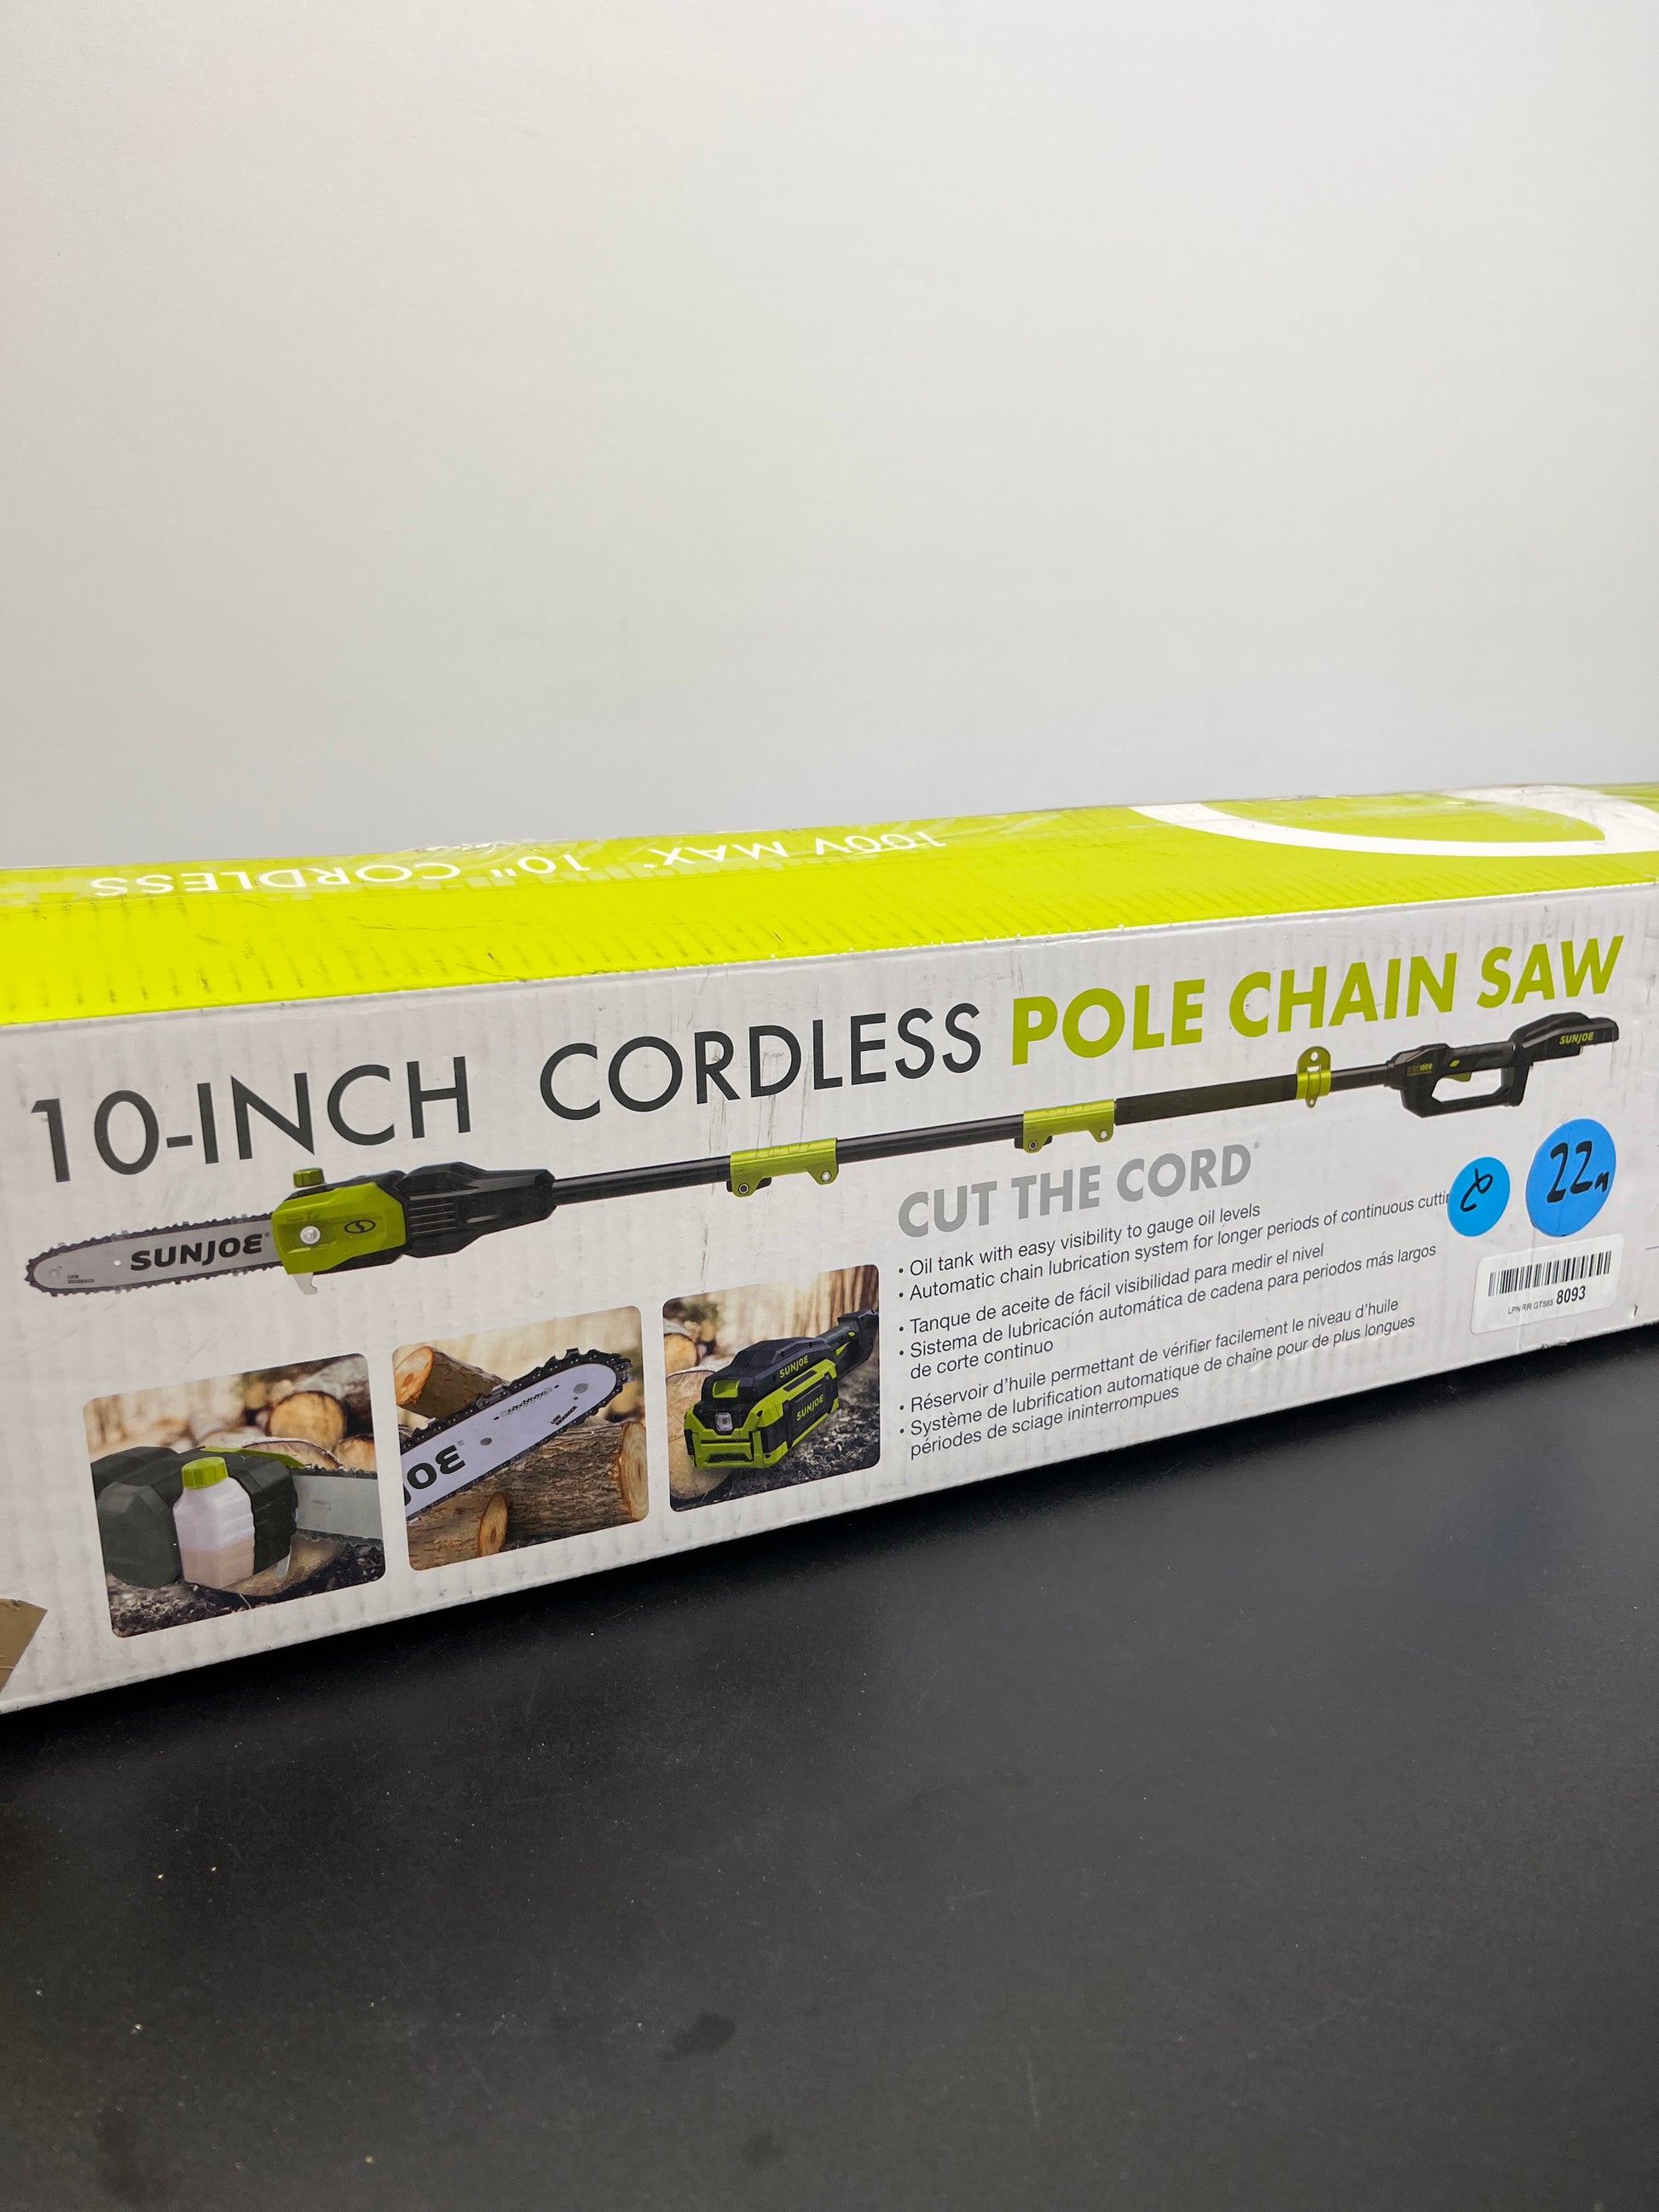 100V MAX* 10" CORDLESS
10-INCH CORDLESS POLE CHAIN SAW
SUNJOE
SUNJOE®
CUT THE CORD®
• Oil tank with easy visibility to gauge oil levels
• Automatic chain lubrication system for longer periods of continuous
• Tanque de aceite de fácil visibilidad para medir el nivel
• Sistema de lubricación automática de cadena para periodos más largos
de corte continuo
• Réservoir d'huile permettant de vérifier facilement le niveau d'huile
• Système de lubrification automatique de chaîne pour de plus longues
périodes de sciage ininterrompues
22
8093
JOE
SUNJOE
SUNJOE